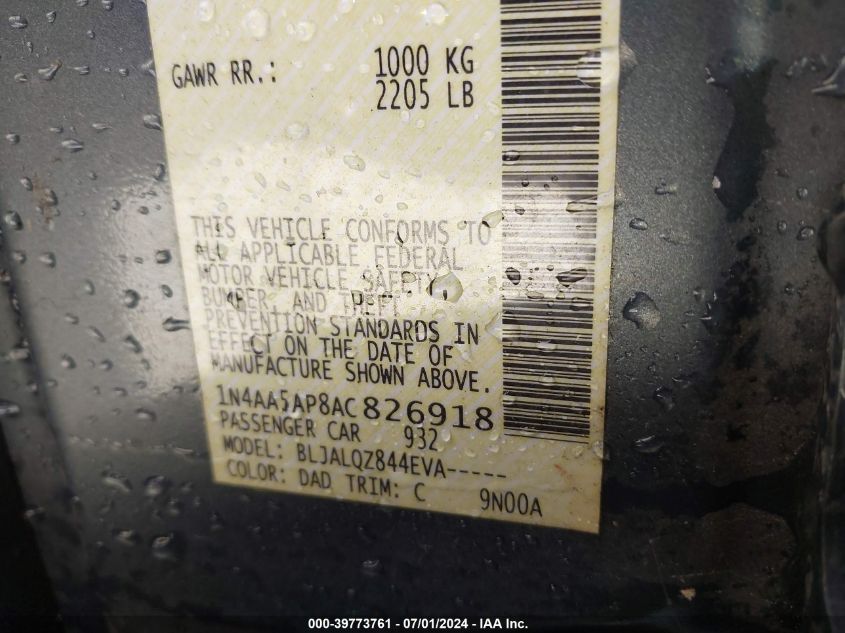 GAWR RR.: 1000 KG
2205 LB
THIS VEHICLE CONFORMS TO
ALL APPLICABLE FEDERAL
MOTOR VEHICLE SAFETY,
BUMPER, AND THEFT
PREVENTION STANDARDS IN
EFFECT ON THE DATE OF
MANUFACTURE SHOWN ABOVE.
1N4AA5AP8AC826918
PASSENGER CAR 932
MODEL: BLJALQZ844EVA-----
COLOR: DAD TRIM: C 9N00A
000-39773761 - 07/01/2024 - IAA Inc.